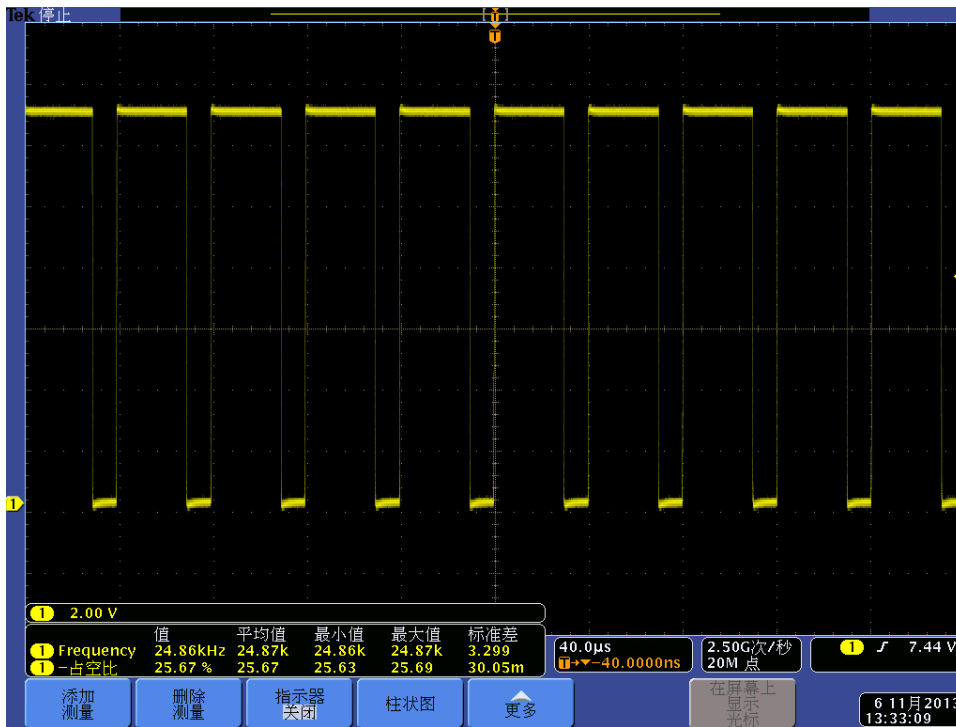 Tek 停止
[ T ]
T
1
1 2.00 V
值 平均值 最小值 最大值 标准差
1 Frequency 24.86kHz 24.87k 24.86k 24.87k 3.299
1 -占空比 25.67 % 25.67 25.63 25.69 30.05m
40.0µs
T→▼-40.0000ns
2.50G次/秒
20M 点
1 ʃ 7.44 V
添加
测量
删除
测量
指示器
关闭
柱状图
更多
在屏幕上
显示
光标
6 11月2013
13:33:09